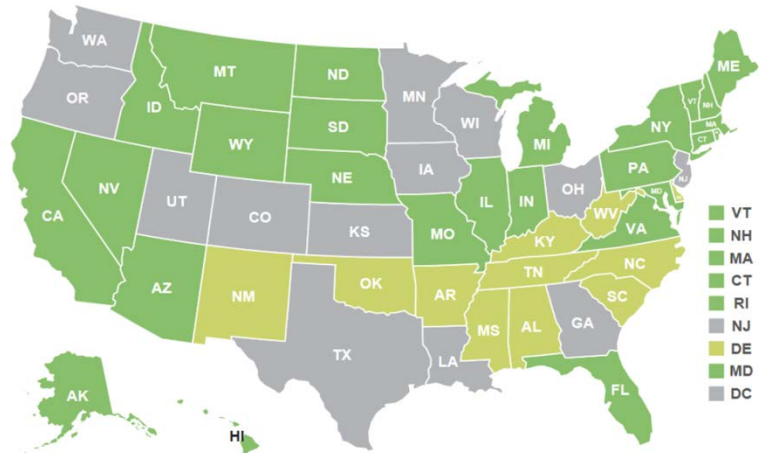 WA
MT
ND
MN
ME
OR
ID
SD
WI
VT
NH
MA
NY
CT
WY
MI
NE
IA
PA
NJ
NV
UT
CO
IL
IN
OH
MD
CA
KS
MO
WV
VA
KY
AZ
NM
OK
AR
TN
NC
SC
MS
AL
GA
TX
LA
FL
AK
HI
VT
NH
MA
CT
RI
NJ
DE
MD
DC